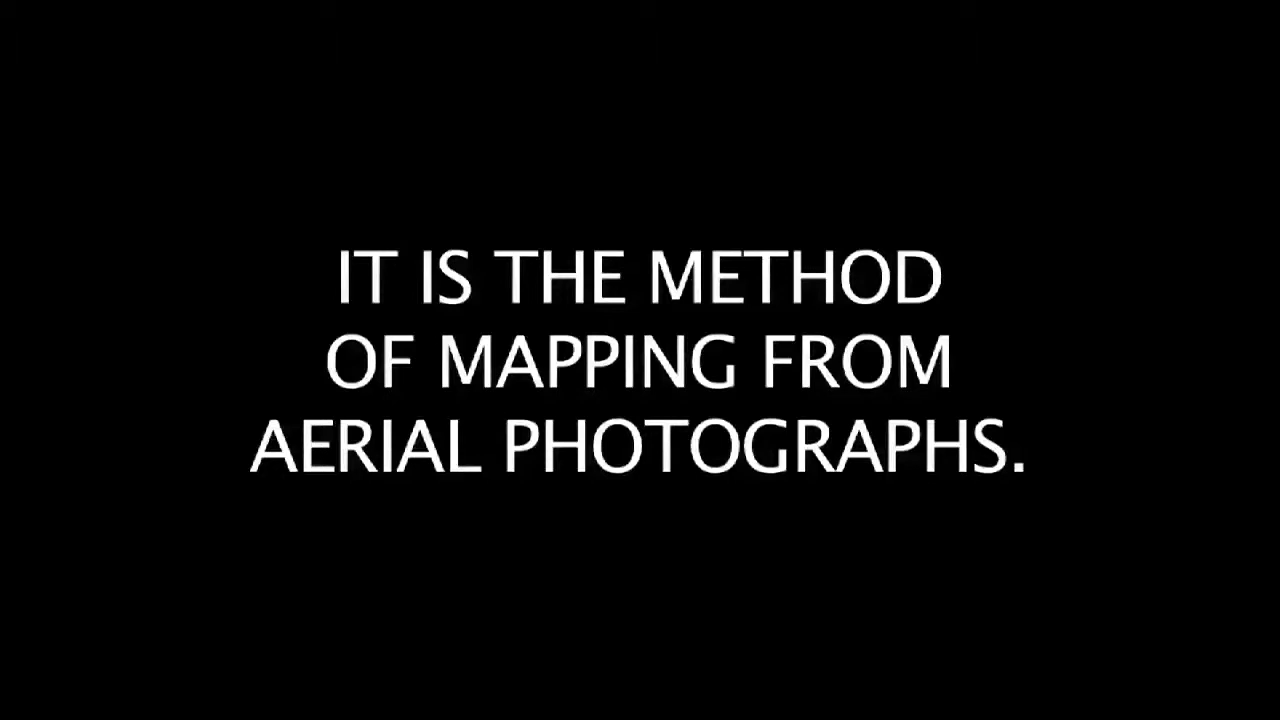 IT IS THE METHOD
OF MAPPING FROM
AERIAL PHOTOGRAPHS.